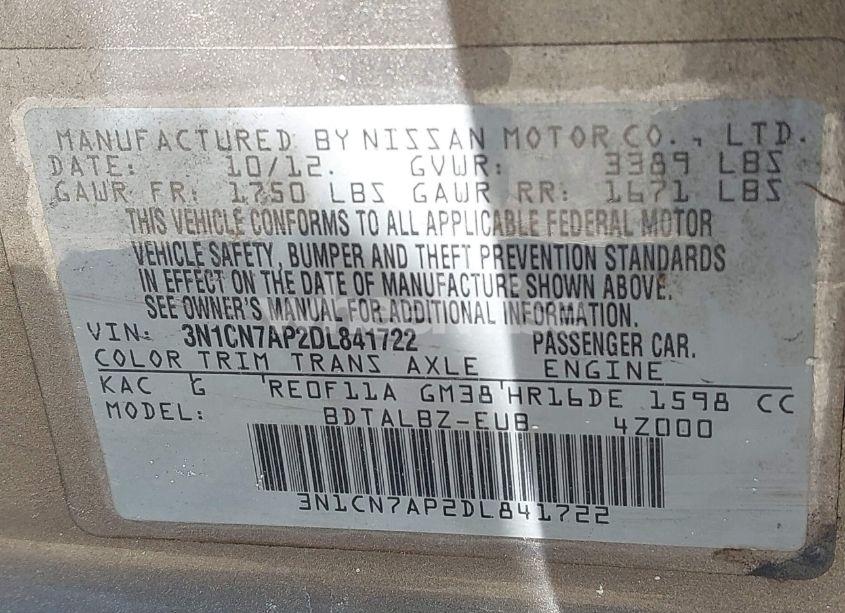 MANUFACTURED BY NISSAN MOTOR CO., LTD.
DATE: 10/12. GVWR: 3389 LBS
GAWR FR: 1750 LBS GAWR RR: 1671 LBS
THIS VEHICLE CONFORMS TO ALL APPLICABLE FEDERAL MOTOR
VEHICLE SAFETY, BUMPER AND THEFT PREVENTION STANDARDS
IN EFFECT ON THE DATE OF MANUFACTURE SHOWN ABOVE.
SEE OWNER'S MANUAL FOR ADDITIONAL INFORMATION.
VIN: 3N1CN7AP2DL841722 PASSENGER CAR.
COLOR TRIM TRANS AXLE ENGINE
KAC G RE0F11A GM38 HR16DE 1598 CC
MODEL: BDTALBZ-EUB 4Z000
3N1CN7AP2DL841722